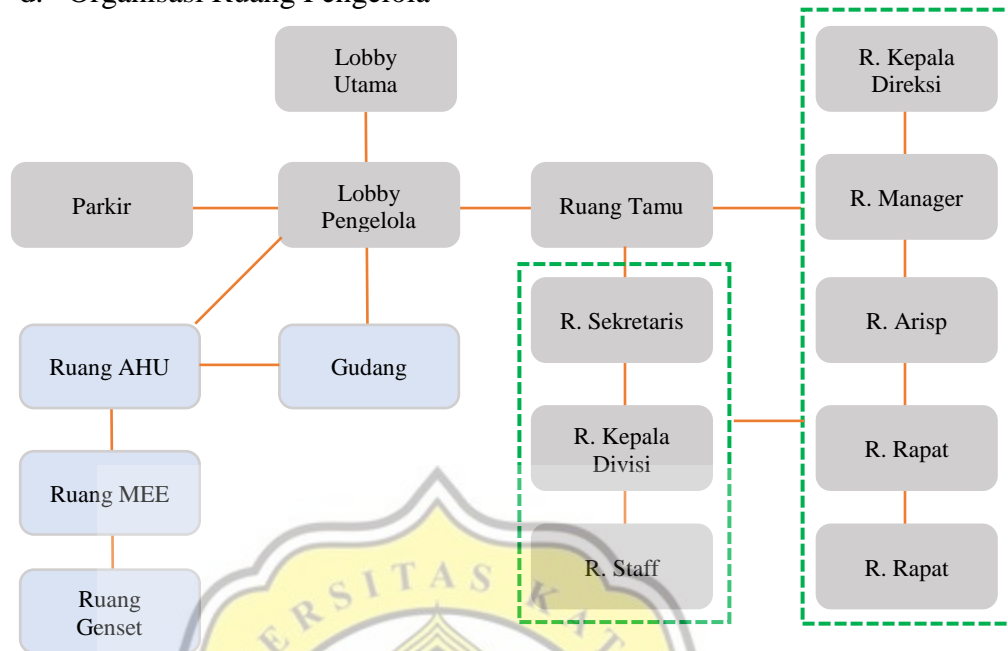 d. Organisasi Ruang Pengelola
Lobby
Utama
R. Kepala
Direksi
Parkir
Lobby
Pengelola
Ruang Tamu
R. Manager
Ruang AHU
Gudang
R. Sekretaris
R. Arisp
Ruang MEE
R. Kepala
Divisi
R. Rapat
Ruang
Genset
R. Staff
R. Rapat
ERSITAS KAT